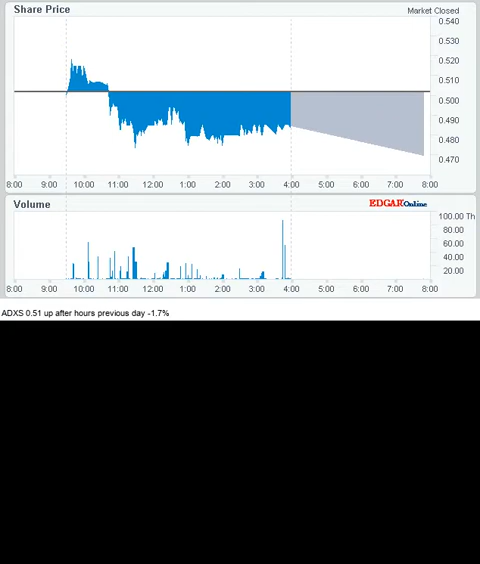 Share Price
Market Closed
0.540
0.530
0.520
0.510
0.500
0.490
0.480
0.470
8:00 9:00 10:00 11:00 12:00 1:00 2:00 3:00 4:00 5:00 6:00 7:00 8:00
Volume
EDGAR Online
100.00 Th
80.00
60.00
40.00
20.00
8:00 9:00 10:00 11:00 12:00 1:00 2:00 3:00 4:00 5:00 6:00 7:00 8:00
ADXS 0.51 up after hours previous day -1.7%